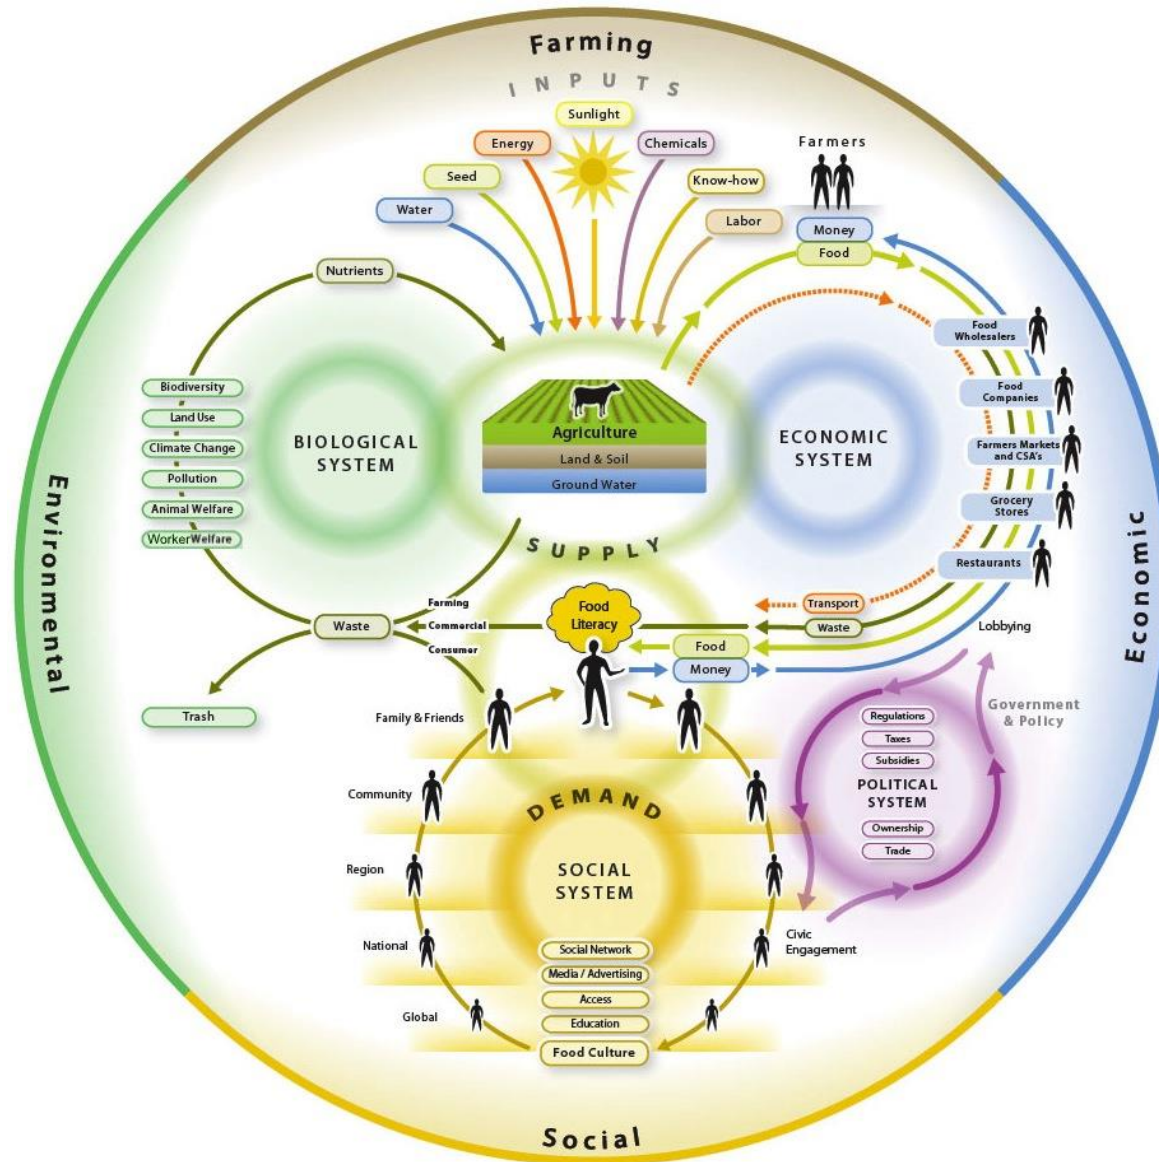 Farming
INPUTS
Sunlight
Energy
Chemicals
Farmers
Seed
Know-how
Water
Labor
Money
Food
Nutrients
Food
Wholesalers
Biodiversity
Land Use
Climate Change
Pollution
Animal Welfare
WorkerWelfare
BIOLOGICAL
SYSTEM
Agriculture
Land & Soil
Ground Water
ECONOMIC
SYSTEM
Food
Companies
Farmers Markets
and CSA's
Grocery
Stores
Restaurants
Environmental
Economic
SUPPLY
Farming
Commercial
Consumer
Waste
Trash
Food
Literacy
Transport
Waste
Food
Money
Lobbying
Government
& Policy
Regulations
Taxes
Subsidies
POLITICAL
SYSTEM
Ownership
Trade
Civic
Engagement
Family & Friends
Community
Region
National
Global
DEMAND
SOCIAL
SYSTEM
Social Network
Media / Advertising
Access
Education
Food Culture
Social